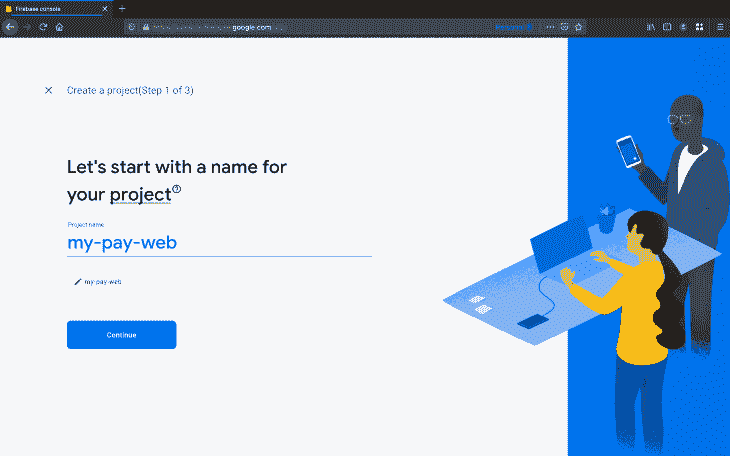 Firebase console
google.com
Create a project(Step 1 of 3)
Let's start with a name for
your project
Project name
my-pay-web
my-pay-web
Continue